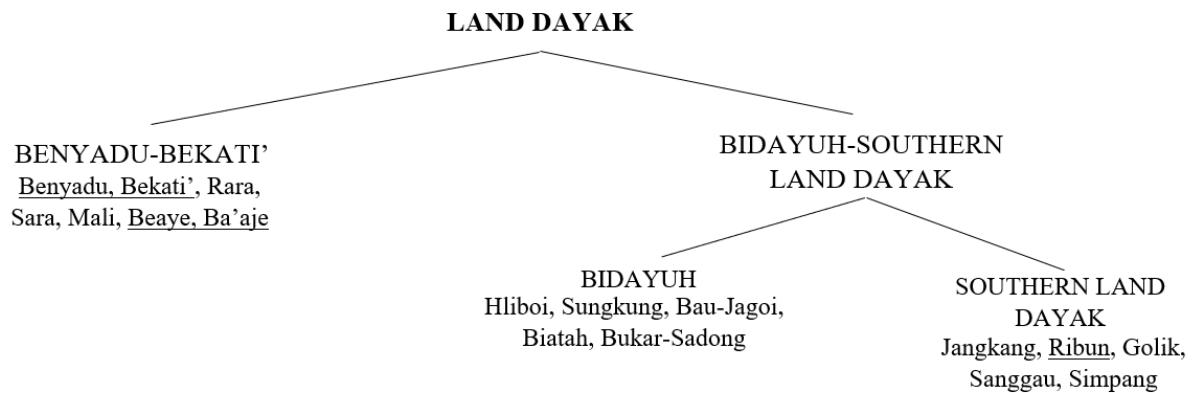 LAND DAYAK
BENYADU-BEKATI’
Benyadu, Bekati’, Rara,
Sara, Mali, Beaye, Ba’aje
BIDAYUH-SOUTHERN
LAND DAYAK
BIDAYUH
Hliboi, Sungkung, Bau-Jagoi,
Biatah, Bukar-Sadong
SOUTHERN LAND
DAYAK
Jangkang, Ribun, Golik,
Sanggau, Simpang